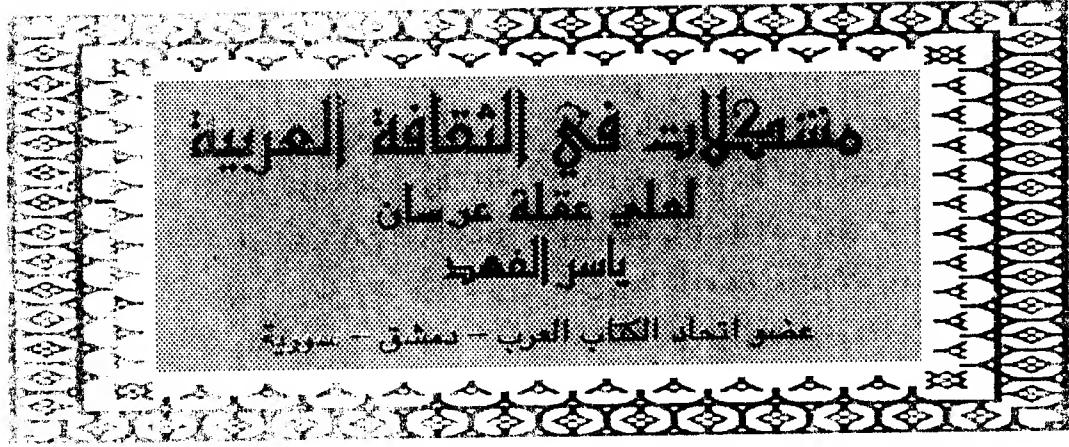 مشكلات في الثقافة العربية
لعلي عقلة عرسان
ياسر الفهد
عضو اتحاد الكتاب العرب - دمشق - سورية